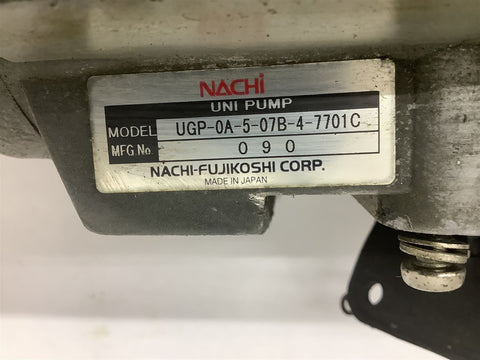 NACHi
UNI PUMP
MODEL UGP-0A-5-07B-4-7701C
MFG.No. 090
NACHI-FUJIKOSHI CORP.
MADE IN JAPAN